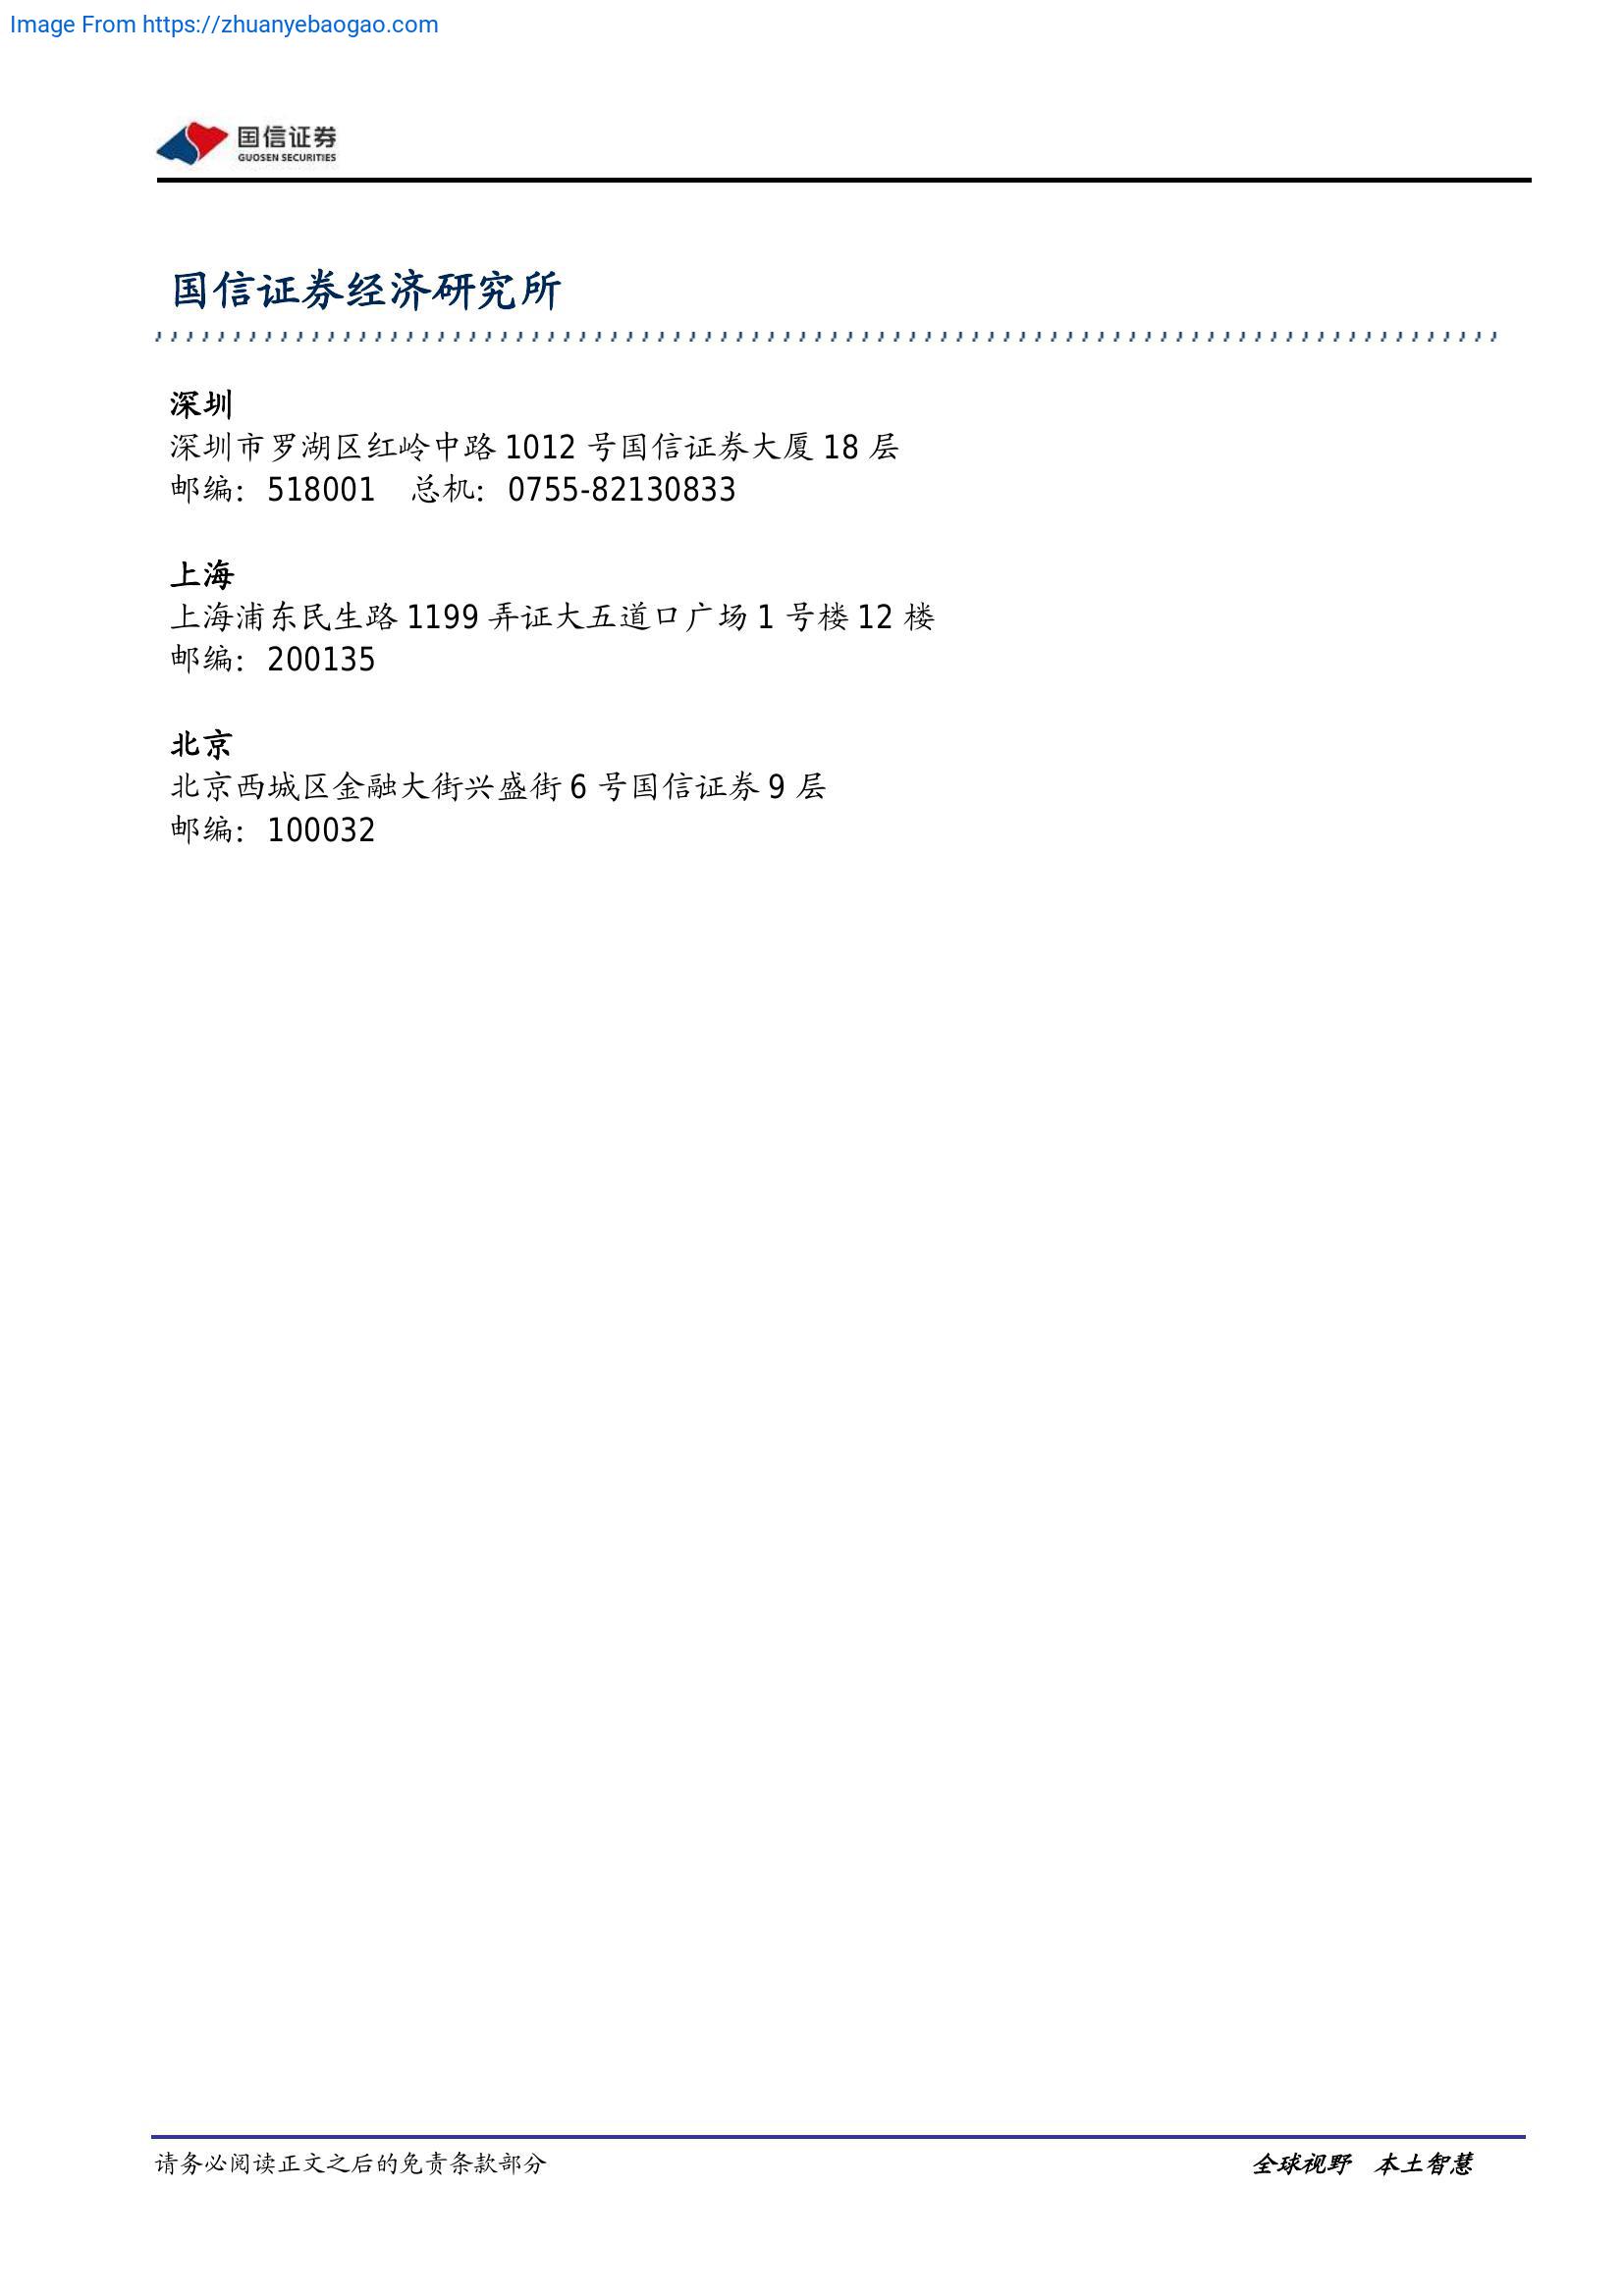 Image From https://zhuanyebaogao.com
国信证券
GUOSEN SECURITIES
国信证券经济研究所
深圳
深圳市罗湖区红岭中路 1012 号国信证券大厦 18 层
邮编：518001 总机：0755-82130833
上海
上海浦东民生路 1199 弄证大五道口广场 1 号楼 12 楼
邮编：200135
北京
北京西城区金融大街兴盛街 6 号国信证券 9 层
邮编：100032
请务必阅读正文之后的免责条款部分
全球视野 本土智慧